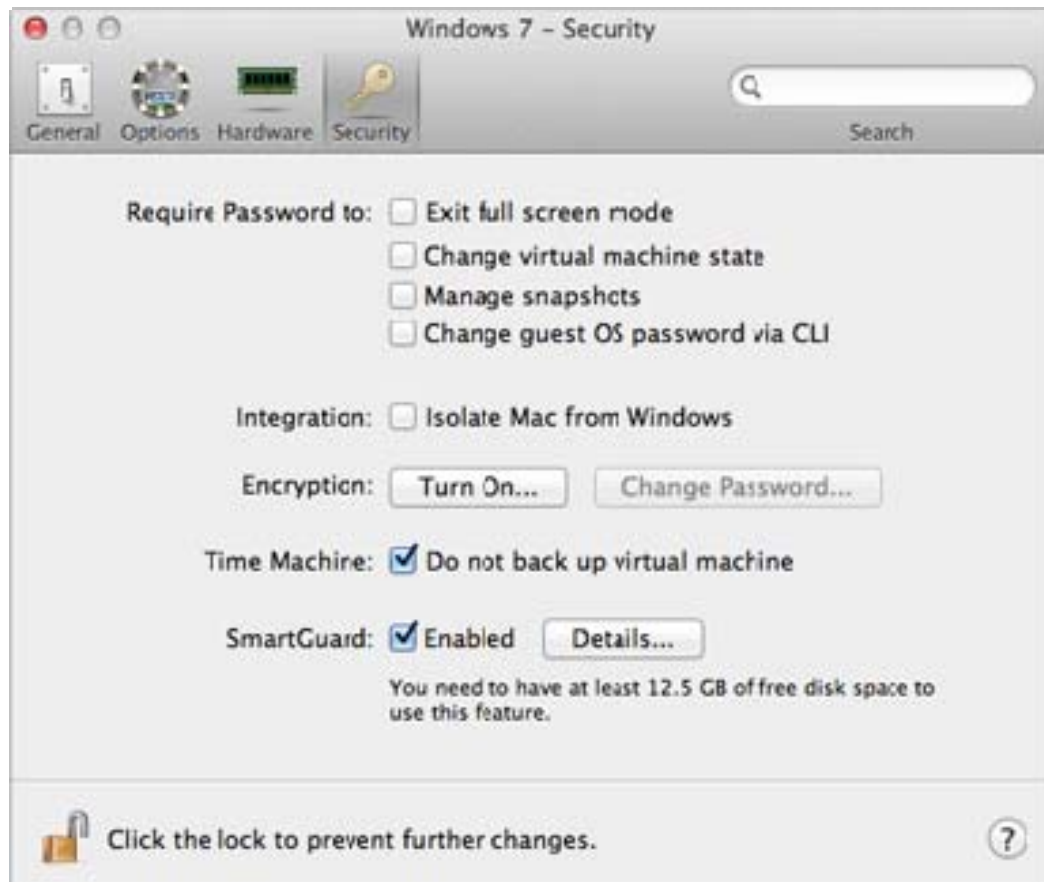 Windows 7 – Security
General Options Hardware Security Search
Require Password to: Exit full screen mode
Change virtual machine state
Manage snapshots
Change guest OS password via CLI
Integration: Isolate Mac from Windows
Encryption: Turn On... Change Password...
Time Machine: Do not back up virtual machine
SmartGuard: Enabled Details...
You need to have at least 12.5 GB of free disk space to
use this feature.
Click the lock to prevent further changes. ?